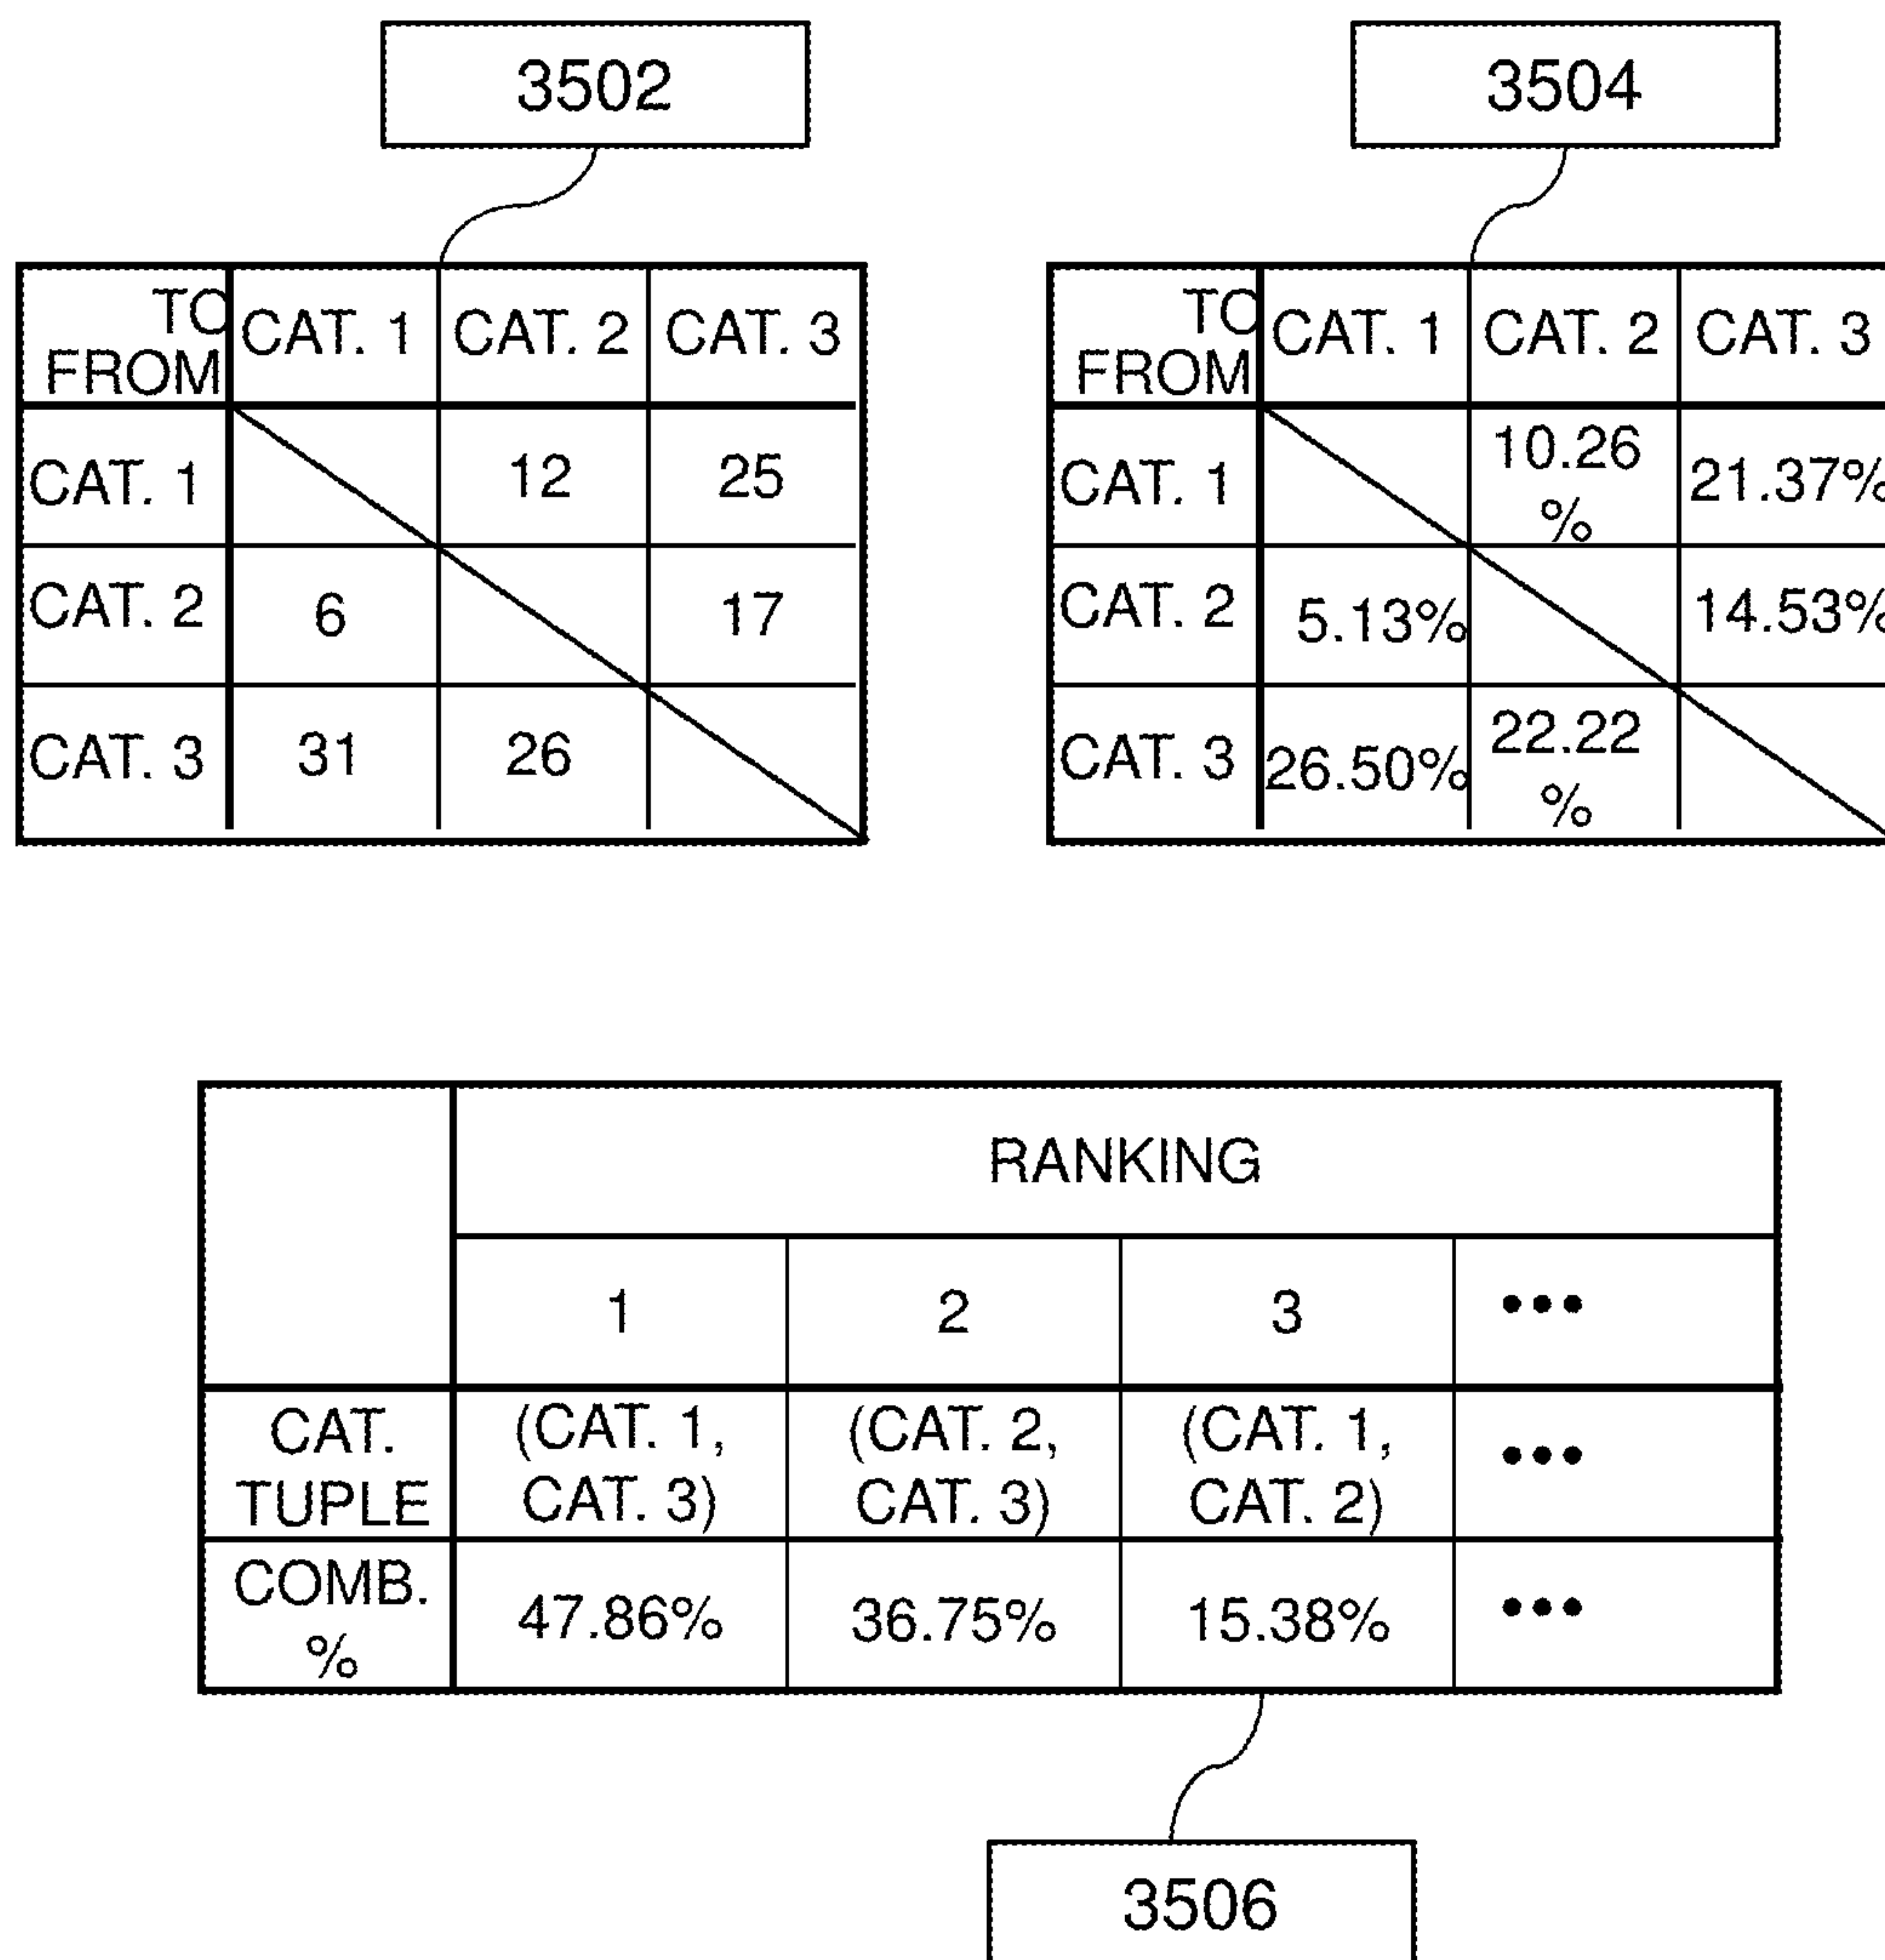 3502
3504
TO CAT. 1 CAT. 2 CAT. 3
FROM
CAT. 1 12 25
CAT. 2 6 17
CAT. 3 31 26
TO CAT. 1 CAT. 2 CAT. 3
FROM
CAT. 1 10.26 21.37%
%
CAT. 2 5.13% 14.53%
CAT. 3 26.50% 22.22
%
RANKING
1 2 3 •••
CAT. (CAT. 1, (CAT. 2, (CAT. 1, •••
TUPLE CAT. 3) CAT. 3) CAT. 2)
COMB. 47.86% 36.75% 15.38% •••
%
3506